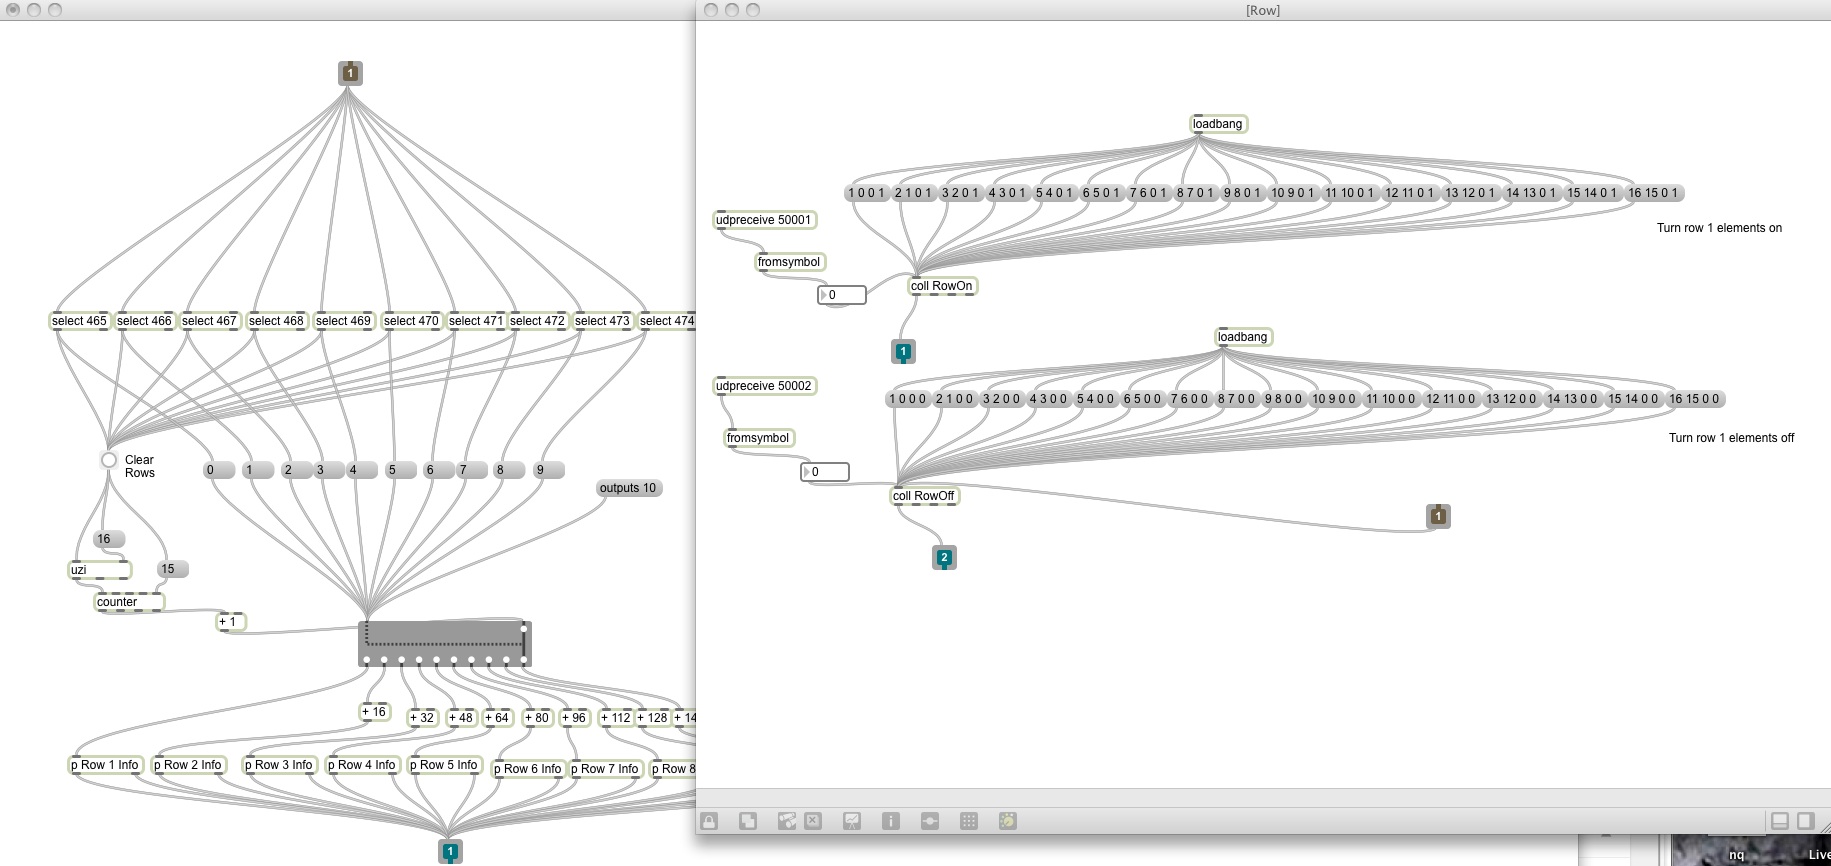 [Row]
1
select 465 select 466 select 467 select 468 select 469 select 470 select 471 select 472 select 473 select 474
Clear
Rows
0 1 2 3 4 5 6 7 8 9
outputs 10
16
uzi
15
counter
+ 1
+ 16 + 32 + 48 + 64 + 80 + 96 + 112 + 128 + 14
p Row 1 Info p Row 2 Info p Row 3 Info p Row 4 Info p Row 5 Info p Row 6 Info p Row 7 Info p Row 8
1
loadbang
1 0 0 1 2 1 0 1 3 2 0 1 4 3 0 1 5 4 0 1 6 5 0 1 7 6 0 1 8 7 0 1 9 8 0 1 10 9 0 1 11 10 0 1 12 11 0 1 13 12 0 1 14 13 0 1 15 14 0 1 16 15 0 1
udpreceive 50001
Turn row 1 elements on
fromsymbol
coll RowOn
0
1
loadbang
udpreceive 50002
1 0 0 0 2 1 0 0 3 2 0 0 4 3 0 0 5 4 0 0 6 5 0 0 7 6 0 0 8 7 0 0 9 8 0 0 10 9 0 0 11 10 0 0 12 11 0 0 13 12 0 0 14 13 0 0 15 14 0 0 16 15 0 0
fromsymbol
Turn row 1 elements off
0
coll RowOff
1
2
nq Live